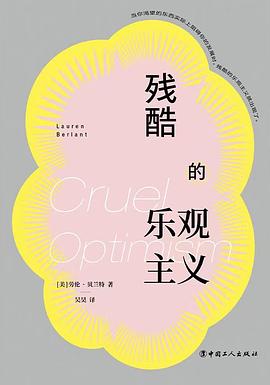 当你渴望的东西实际上阻碍你的发展时，残酷的乐观主义就出现了。
残酷
Lauren
Berlant
的
Cruel
Optimism
乐观
主义
［美］劳伦·贝兰特 著
吴昊 译
中国工人出版社